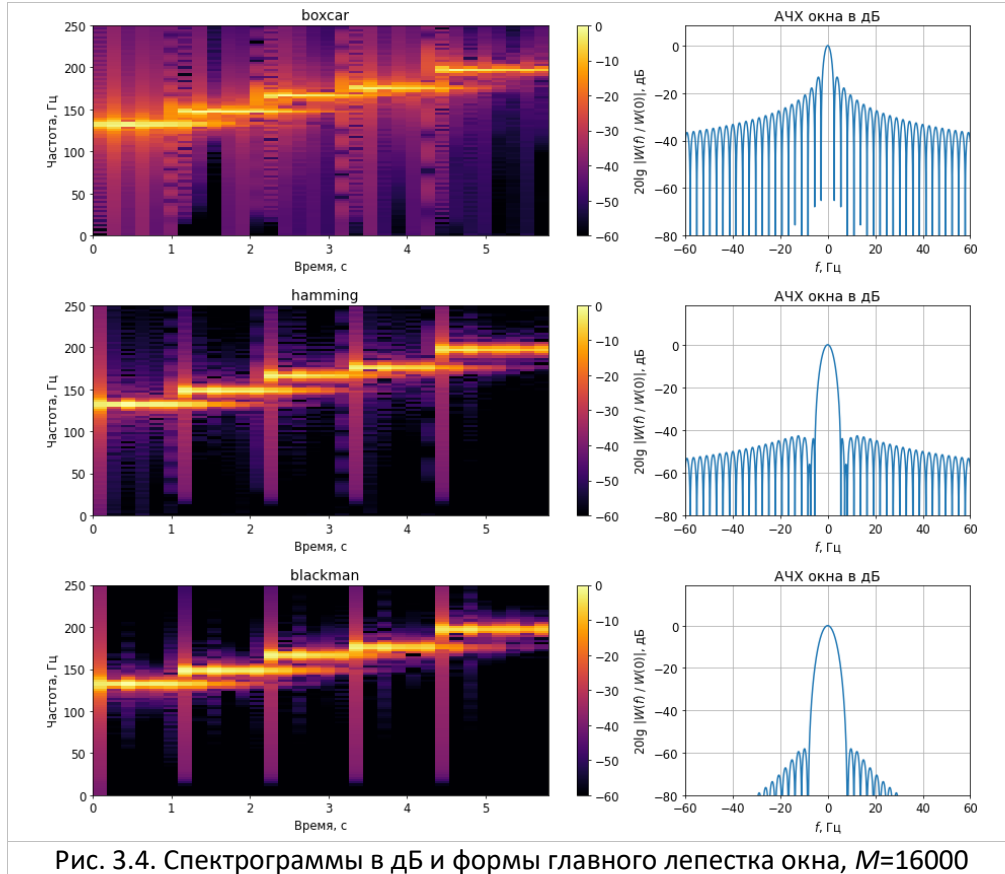 boxcar
АЧХ окна в дБ
250
200
150
100
50
0
Частота, Гц
0 1 2 3 4 5
Время, с
0
−10
−20
−30
−40
−50
−60
20lg |W(f) / W(0)|, дБ
0
−20
−40
−60
−80
−60 −40 −20 0 20 40 60
f, Гц
hamming
АЧХ окна в дБ
250
200
150
100
50
0
Частота, Гц
0 1 2 3 4 5
Время, с
0
−10
−20
−30
−40
−50
−60
20lg |W(f) / W(0)|, дБ
0
−20
−40
−60
−80
−60 −40 −20 0 20 40 60
f, Гц
blackman
АЧХ окна в дБ
250
200
150
100
50
0
Частота, Гц
0 1 2 3 4 5
Время, с
0
−10
−20
−30
−40
−50
−60
20lg |W(f) / W(0)|, дБ
0
−20
−40
−60
−80
−60 −40 −20 0 20 40 60
f, Гц
Рис. 3.4. Спектрограммы в дБ и формы главного лепестка окна, M=16000